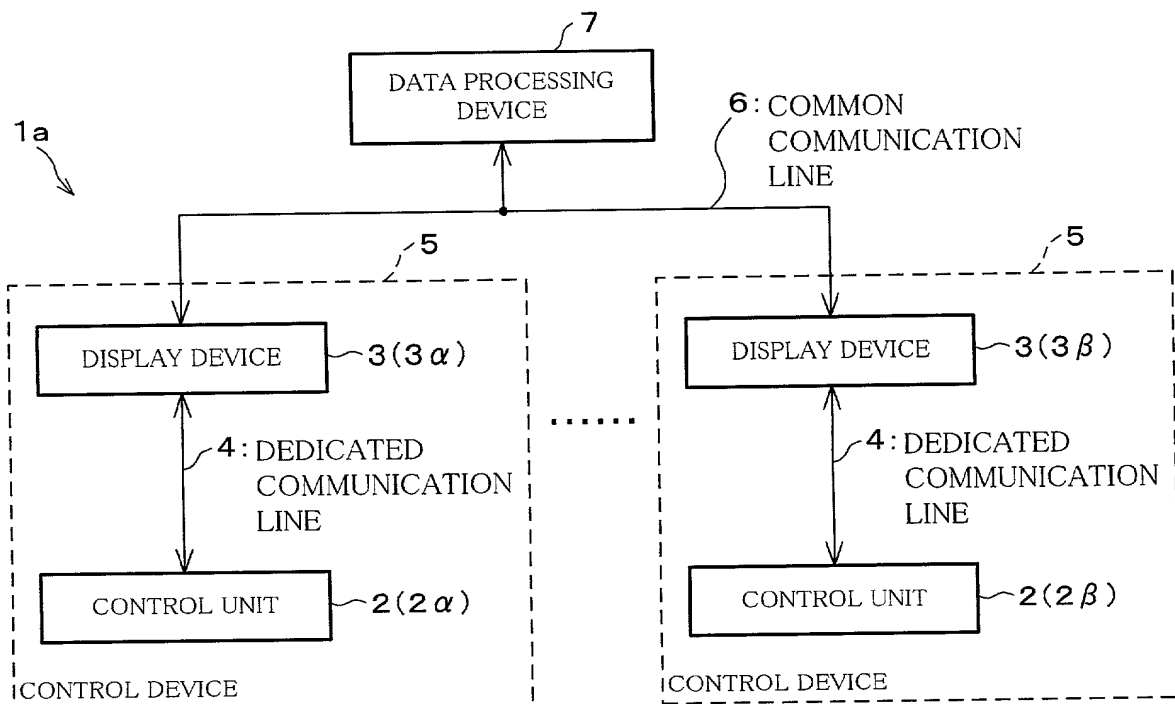 7
DATA PROCESSING
DEVICE
1a
6: COMMON
COMMUNICATION
LINE
5
5
DISPLAY DEVICE
3(3α)
DISPLAY DEVICE
3(3β)
......
4: DEDICATED
COMMUNICATION
LINE
4: DEDICATED
COMMUNICATION
LINE
CONTROL UNIT
2(2α)
CONTROL UNIT
2(2β)
CONTROL DEVICE
CONTROL DEVICE